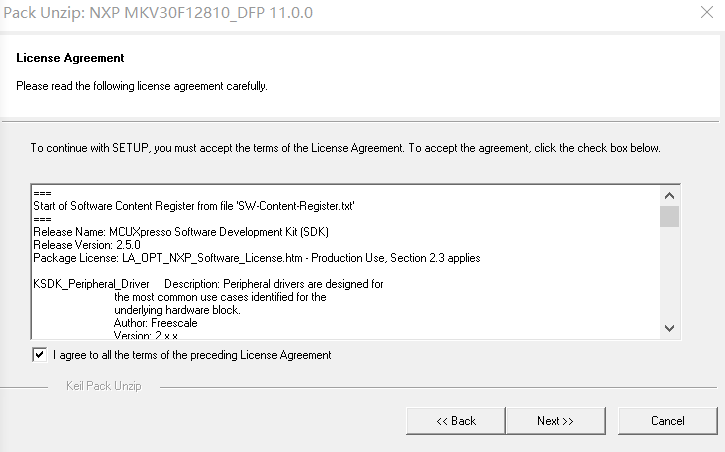 Pack Unzip: NXP MKV30F12810_DFP 11.0.0
License Agreement
Please read the following license agreement carefully.
To continue with SETUP, you must accept the terms of the License Agreement. To accept the agreement, click the check box below.
===
Start of Software Content Register from file 'SW-Content-Register.txt'
===
Release Name: MCUXpresso Software Development Kit (SDK)
Release Version: 2.5.0
Package License: LA_OPT_NXP_Software_License.htm - Production Use, Section 2.3 applies
KSDK_Peripheral_Driver Description: Peripheral drivers are designed for
the most common use cases identified for the
underlying hardware block.
Author: Freescale
Version: 2.x.x
I agree to all the terms of the preceding License Agreement
Keil Pack Unzip
<< Back Next >> Cancel